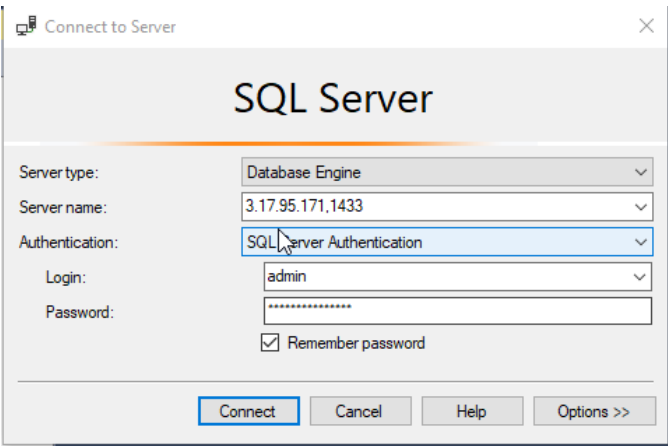 Connect to Server
SQL Server
Server type: Database Engine
Server name: 3.17.95.171,1433
Authentication: SQL Server Authentication
Login: admin
Password: ***************
Remember password
Connect Cancel Help Options >>